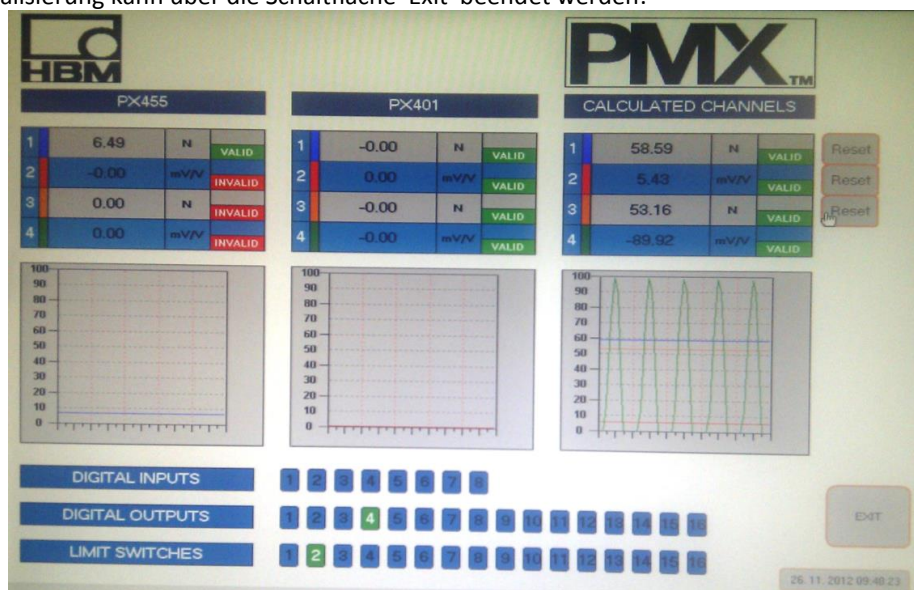 alisierung kann über die Schaltfläche 'Exit' beendet werden.
HBM
PMX TM
PX455
PX401
CALCULATED CHANNELS
1 6.49 N VALID
2 -0.00 mV/V INVALID
3 0.00 N INVALID
4 0.00 mV/V INVALID
1 -0.00 N VALID
2 0.00 mV/V VALID
3 -0.00 N VALID
4 -0.00 mV/V VALID
1 58.59 N VALID Reset
2 5.43 mV/V VALID Reset
3 53.16 N VALID Reset
4 -89.92 mV/V VALID
100
90
80
70
60
50
40
30
20
10
0
100
90
80
70
60
50
40
30
20
10
0
100
90
80
70
60
50
40
30
20
10
0
DIGITAL INPUTS 1 2 3 4 5 6 7 8
DIGITAL OUTPUTS 1 2 3 4 5 6 7 8 9 10 11 12 13 14 15 16
LIMIT SWITCHES 1 2 3 4 5 6 7 8 9 10 11 12 13 14 15 16
EXIT
26. 11. 2012 09:40:23